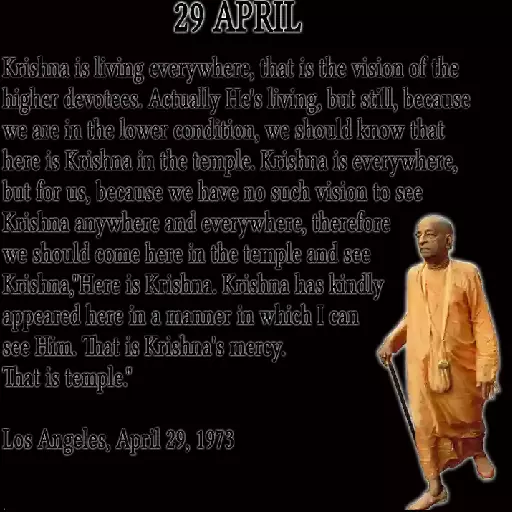 29 APRIL
Krishna is living everywhere, that is the vision of the
higher devotees. Actually He's living, but still, because
we are in the lower condition, we should know that
here is Krishna in the temple. Krishna is everywhere,
but for us, because we have no such vision to see
Krishna anywhere and everywhere, therefore
we should come here in the temple and see
Krishna,"Here is Krishna. Krishna has kindly
appeared here in a manner in which I can
see Him. That is Krishna's mercy.
That is temple."
Los Angeles, April 29, 1973